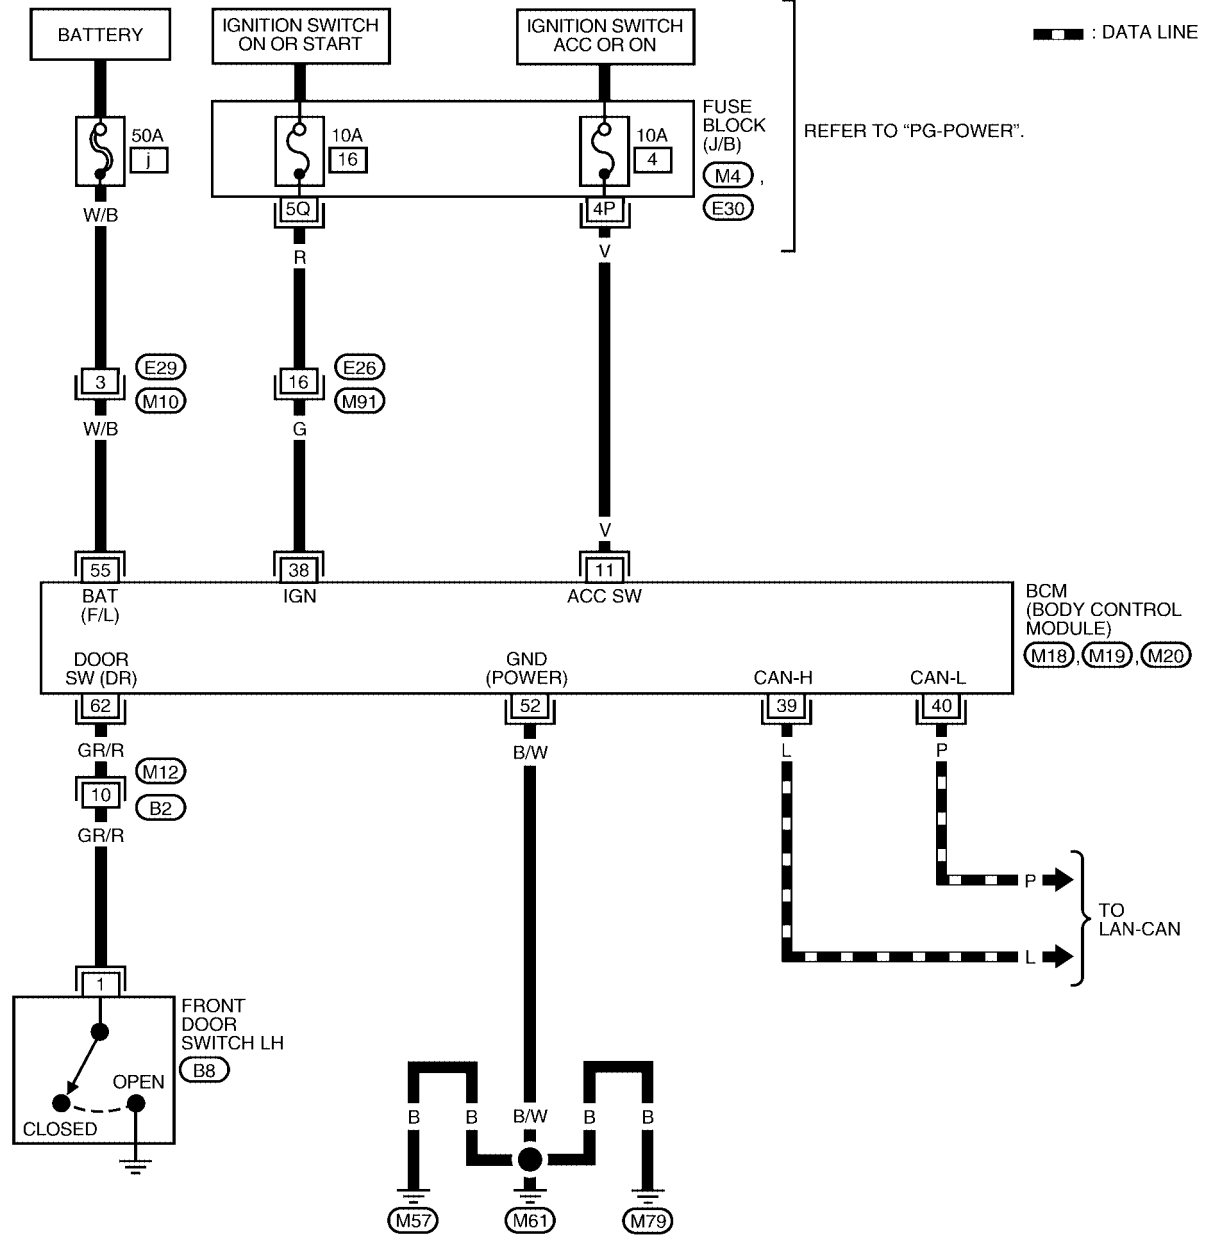 BATTERY
IGNITION SWITCH
ON OR START
IGNITION SWITCH
ACC OR ON
: DATA LINE
50A
j
10A
16
10A
4
FUSE
BLOCK
(J/B)
M4 ,
E30
REFER TO “PG-POWER”.
5Q
4P
W/B
R
V
3
E29
M10
16
E26
M91
W/B
G
V
55
38
11
BAT
(F/L)
IGN
ACC SW
BCM
(BODY CONTROL
MODULE)
M18 , M19 , M20
DOOR
SW (DR)
GND
(POWER)
CAN-H
CAN-L
62
52
39
40
GR/R
B/W
L
P
M12
10
B2
GR/R
P
L
TO
LAN-CAN
1
FRONT
DOOR
SWITCH LH
B8
OPEN
CLOSED
B
B
B/W
B
B
M57
M61
M79